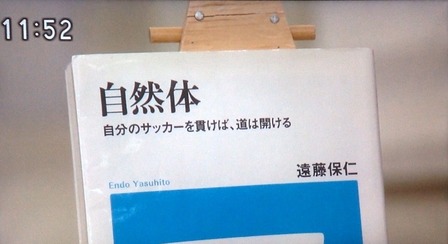 11:52
自然体
自分のサッカーを貫けば、道は開ける
遠藤保仁
Endo Yasuhito